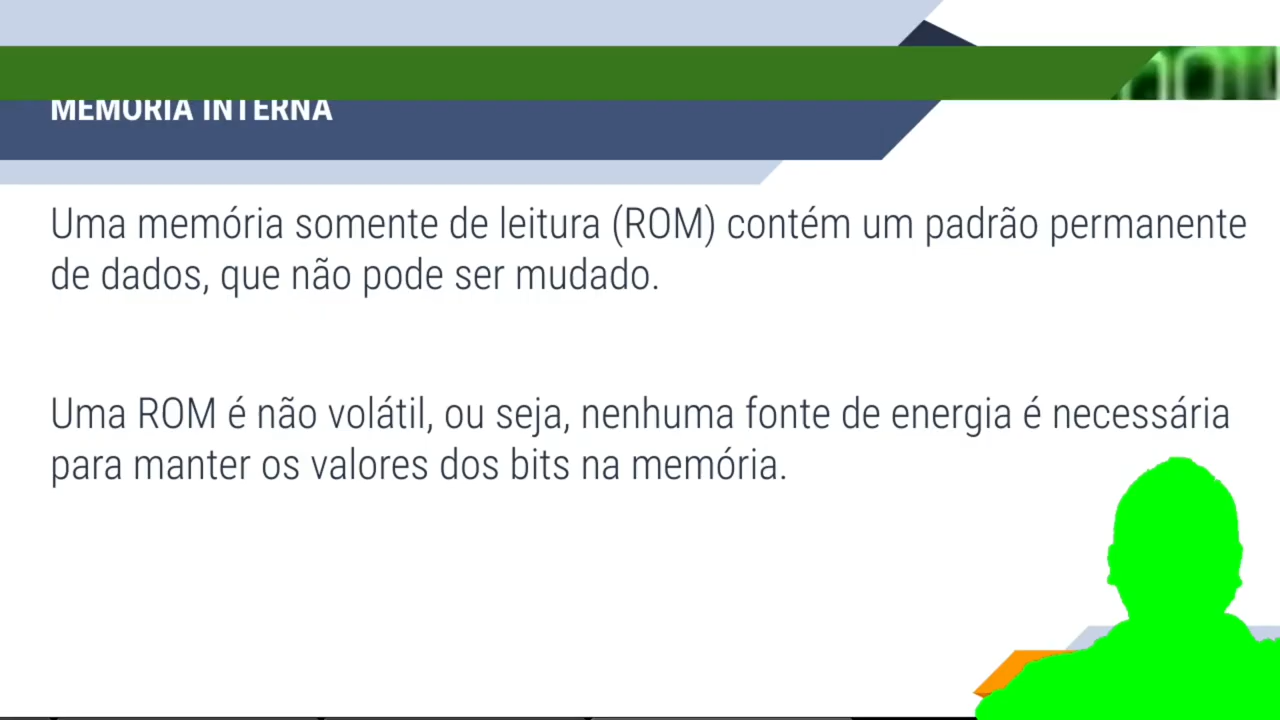 MEMÓRIA INTERNA
Uma memória somente de leitura (ROM) contém um padrão permanente
de dados, que não pode ser mudado.
Uma ROM é não volátil, ou seja, nenhuma fonte de energia é necessária
para manter os valores dos bits na memória.